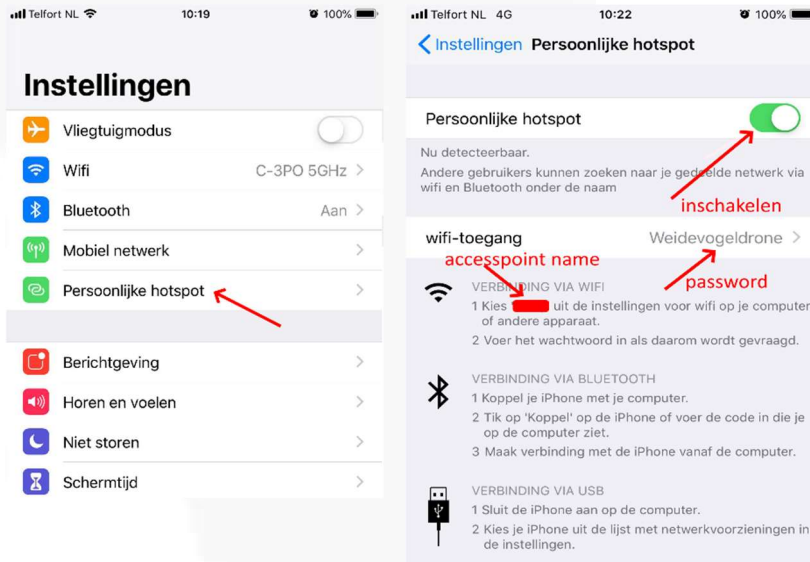 Telfort NL 10:19 100%
Instellingen
Vliegtuigmodus
Wifi C-3PO 5GHz
Bluetooth Aan
Mobiel netwerk
Persoonlijke hotspot
Berichtgeving
Horen en voelen
Niet storen
Schermtijd
Telfort NL 4G 10:22 100%
Instellingen Persoonlijke hotspot
Persoonlijke hotspot
Nu detecteerbaar.
Andere gebruikers kunnen zoeken naar je gedeelde netwerk via
wifi en Bluetooth onder de naam
inschakelen
wifi-toegang Weidevogeldrone
accesspoint name
password
VERBINDING VIA WIFI
1 Kies ' uit de instellingen voor wifi op je computer
of andere apparaat.
2 Voer het wachtwoord in als daarom wordt gevraagd.
VERBINDING VIA BLUETOOTH
1 Koppel je iPhone met je computer.
2 Tik op 'Koppel' op de iPhone of voer de code in die je
op de computer ziet.
3 Maak verbinding met de iPhone vanaf de computer.
VERBINDING VIA USB
1 Sluit de iPhone aan op de computer.
2 Kies je iPhone uit de lijst met netwerkvoorzieningen in
de instellingen.